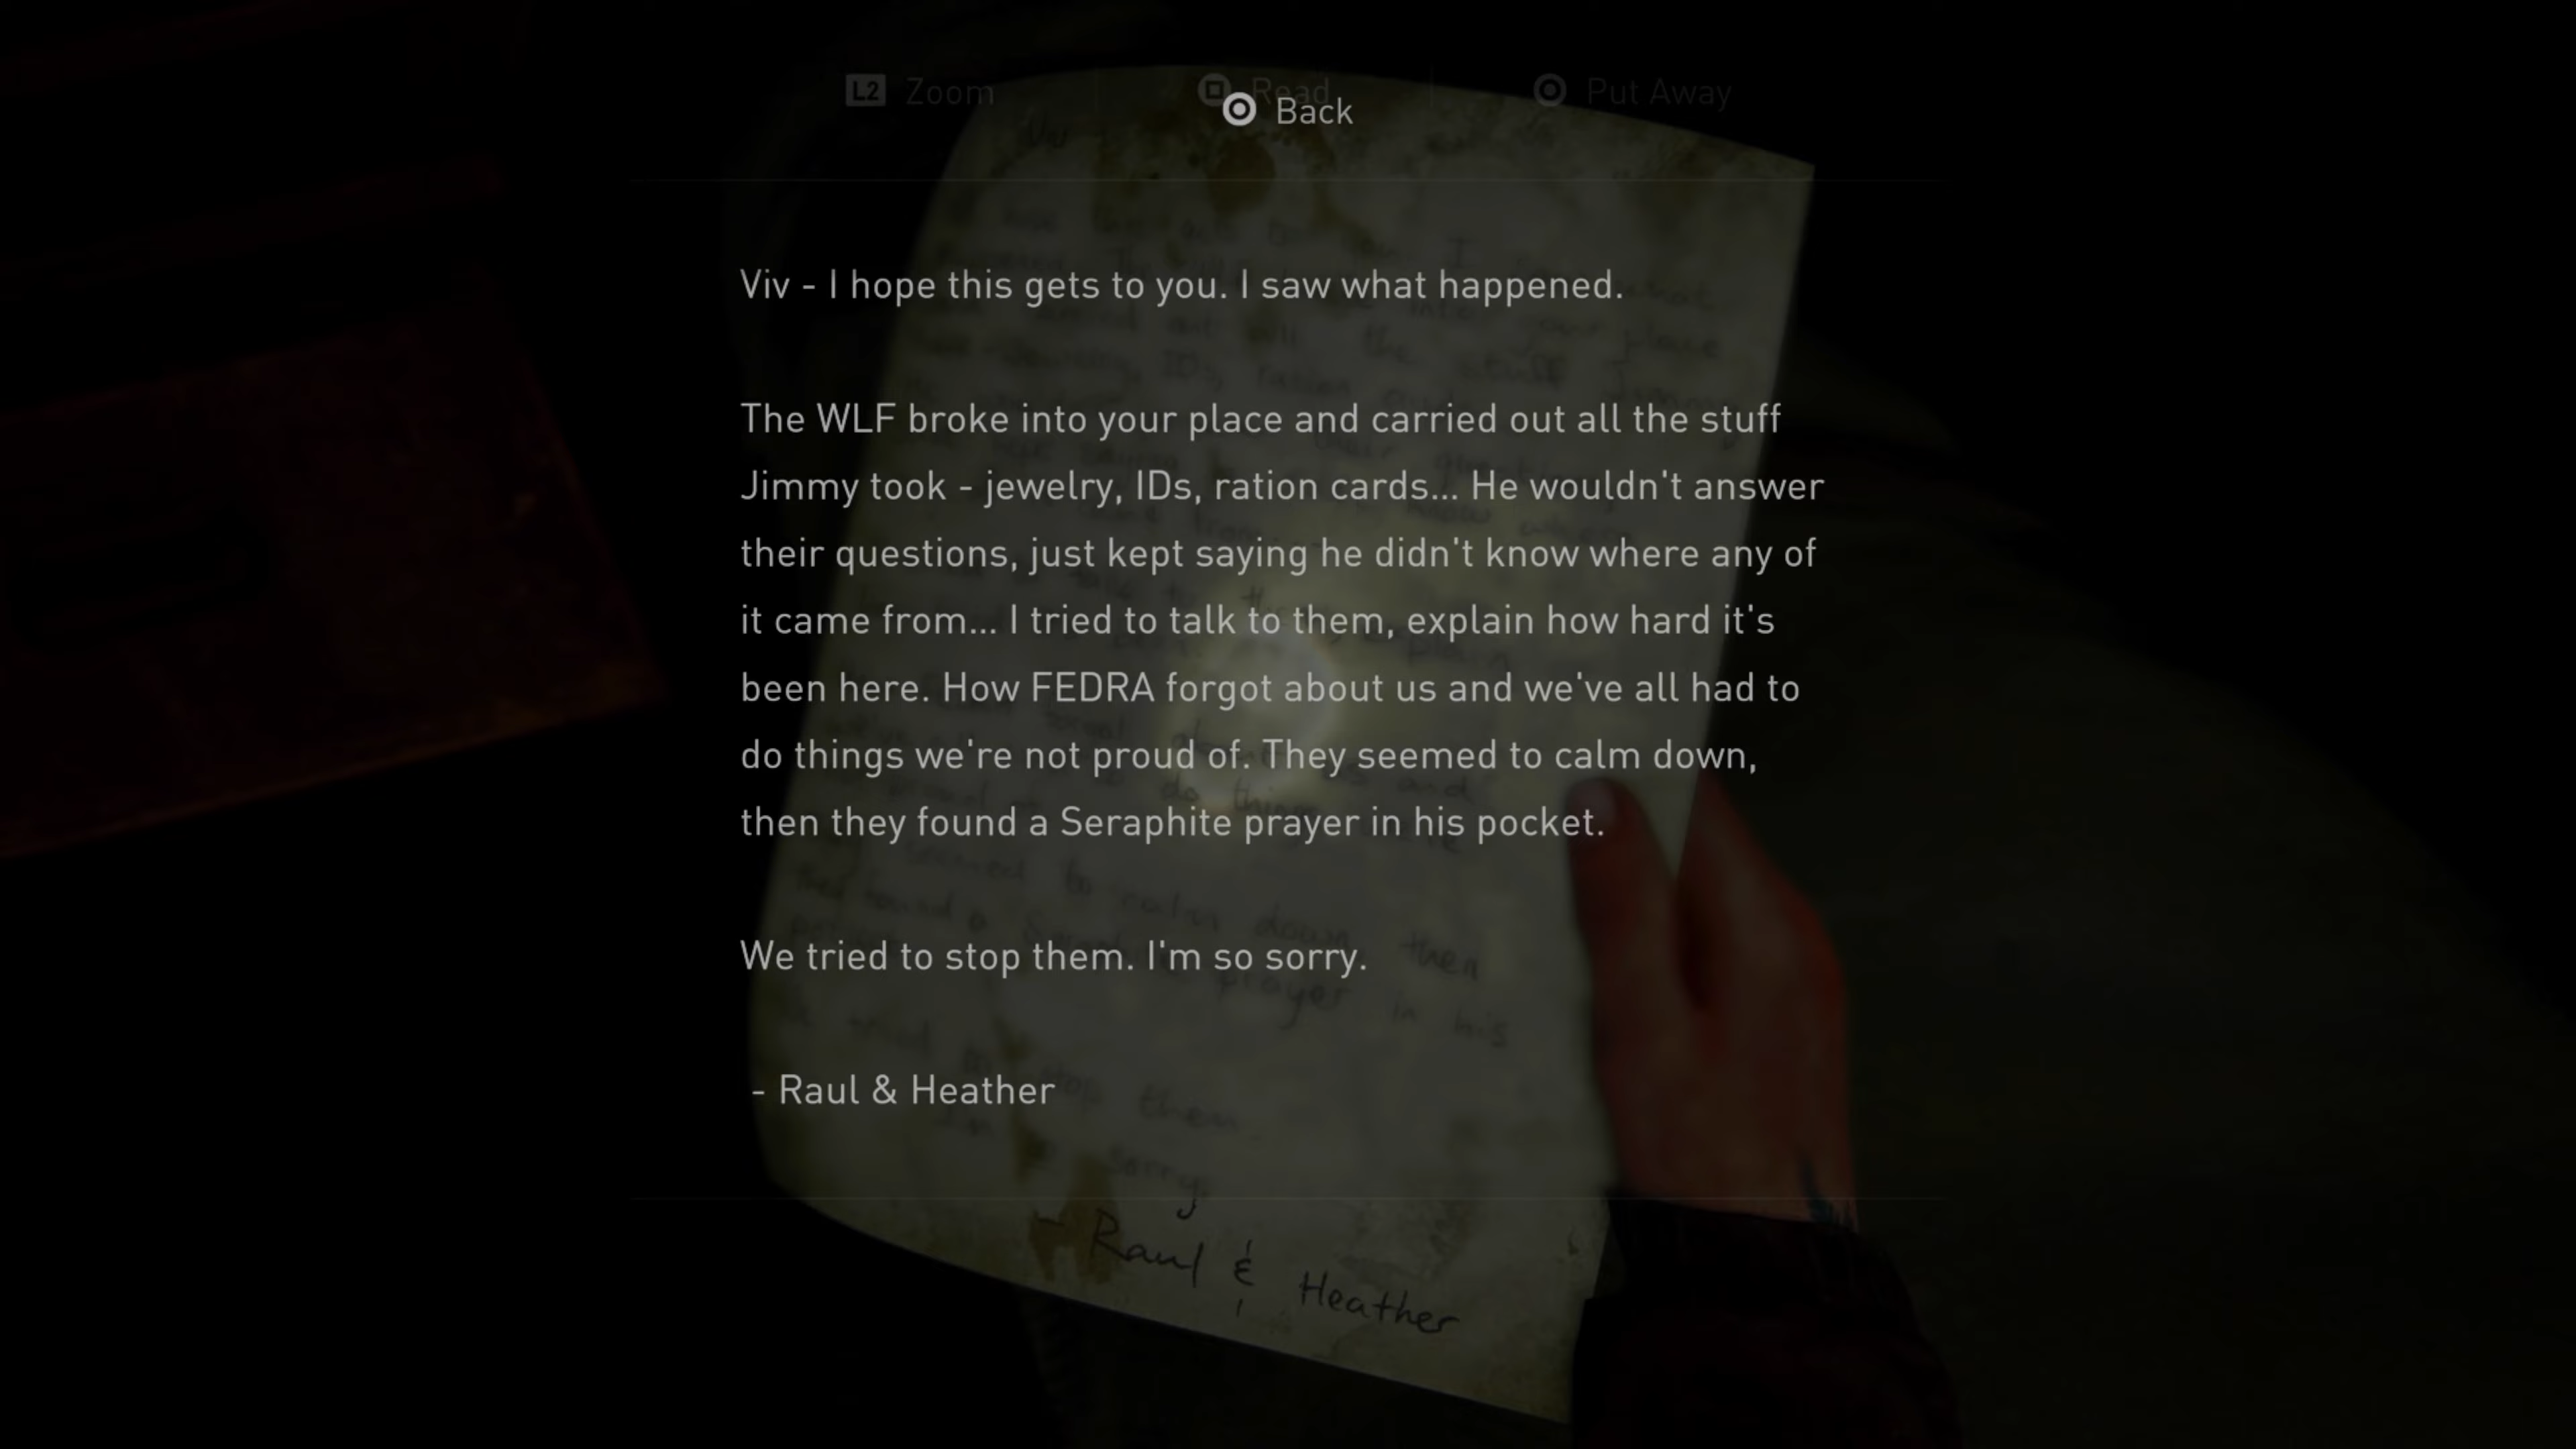 L2 Zoom
Read
Put Away
Back
Viv - I hope this gets to you. I saw what happened.
The WLF broke into your place and carried out all the stuff
Jimmy took - jewelry, IDs, ration cards... He wouldn't answer
their questions, just kept saying he didn't know where any of
it came from... I tried to talk to them, explain how hard it's
been here. How FEDRA forgot about us and we've all had to
do things we're not proud of. They seemed to calm down,
then they found a Seraphite prayer in his pocket.
We tried to stop them. I'm so sorry.
- Raul & Heather
Raul & Heather